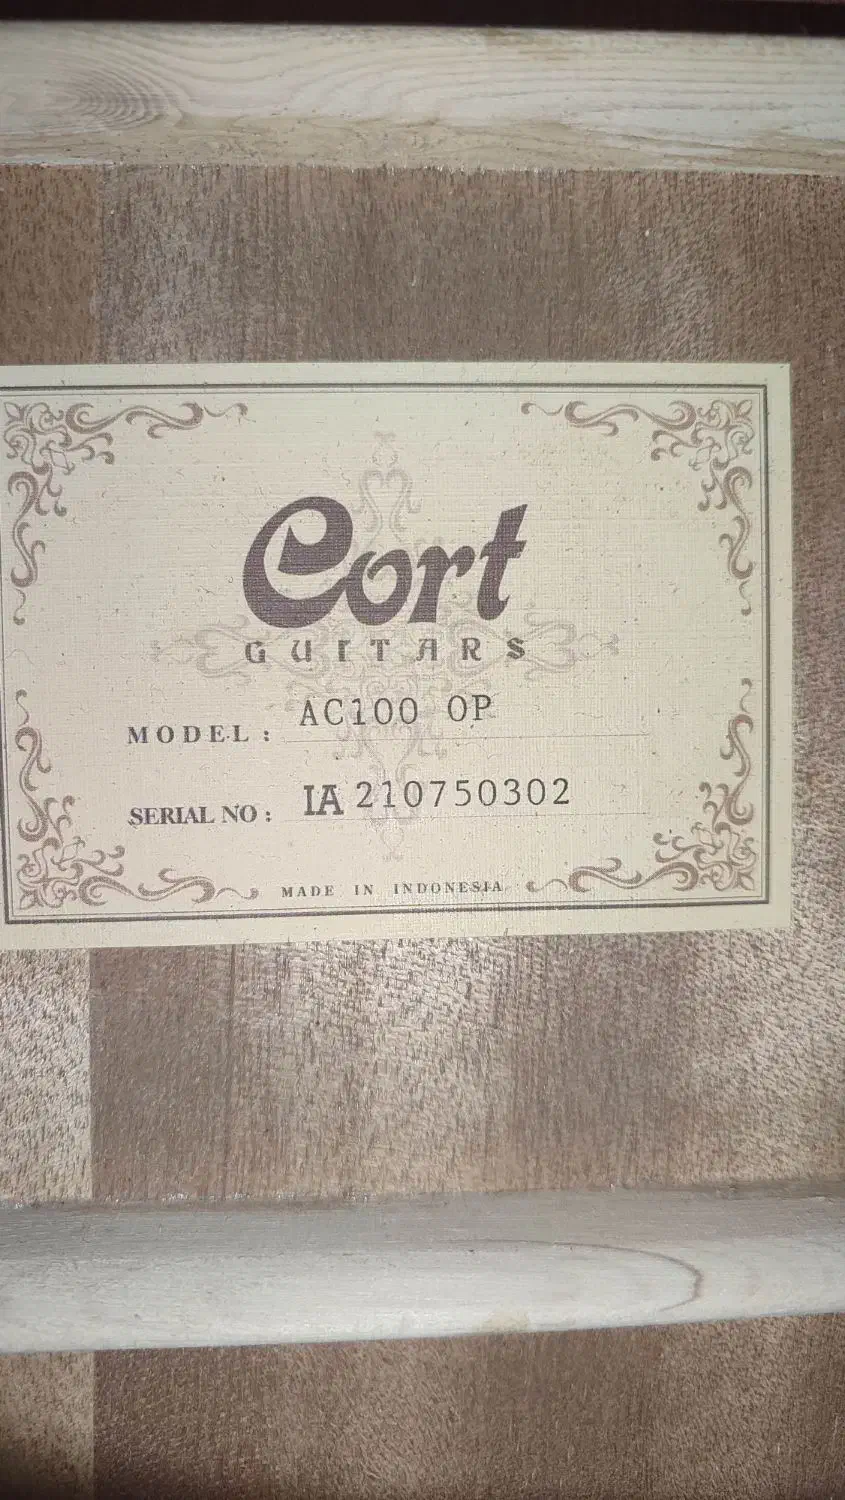 Cort
GUITARS
MODEL: AC100 OP
SERIAL NO: IA 210750302
MADE IN INDONESIA